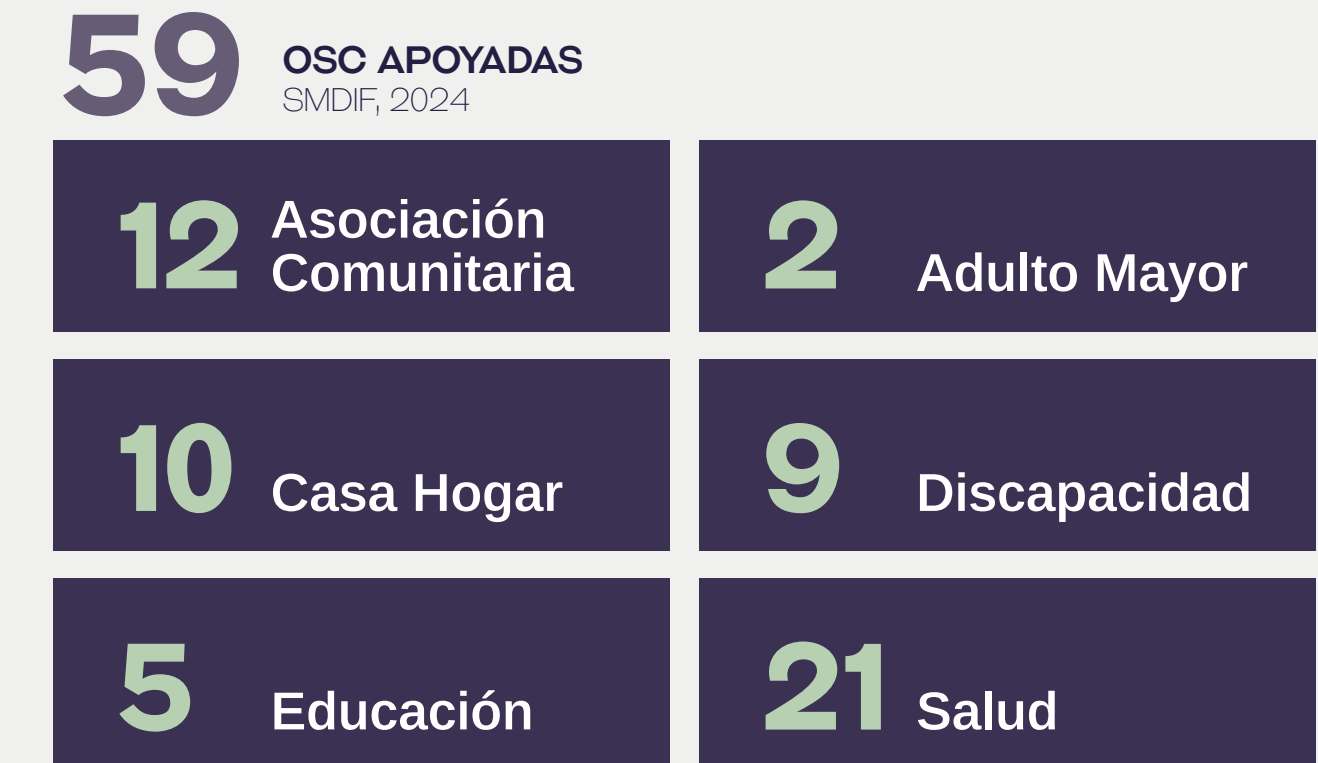 59
OSC APOYADAS
SMDIF, 2024
12
Asociación
Comunitaria
2
Adulto Mayor
10
Casa Hogar
9
Discapacidad
5
Educación
21
Salud